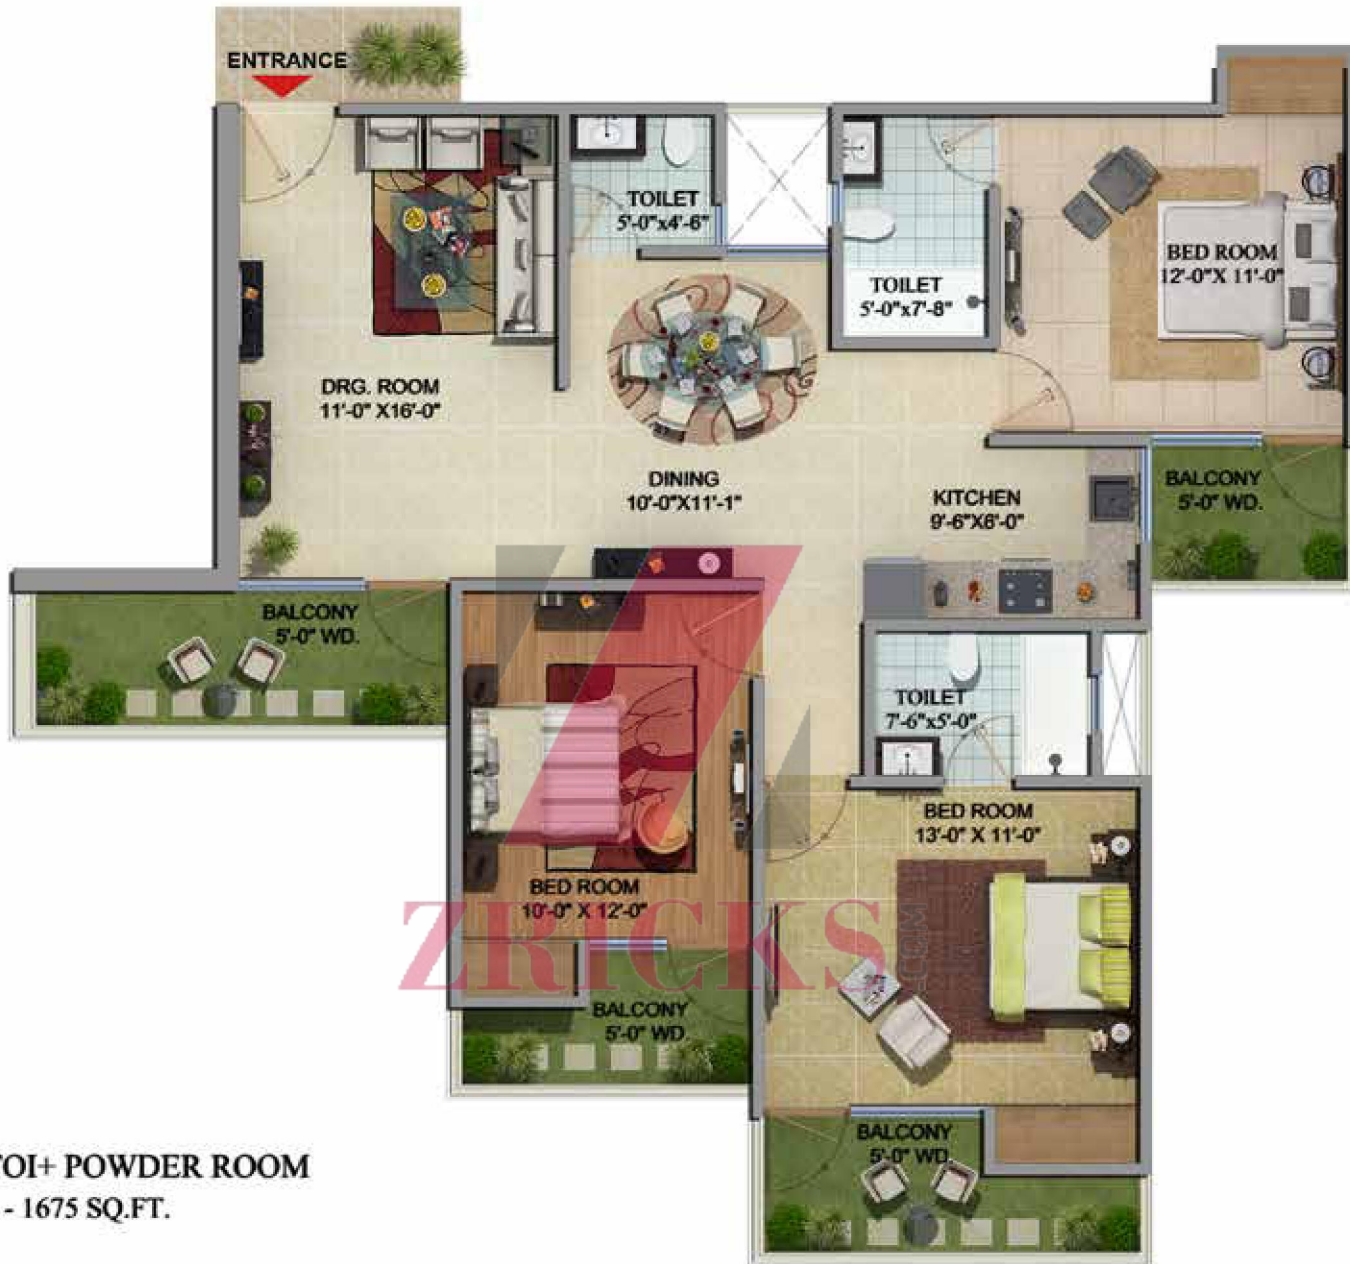 ENTRANCE
TOILET
5'-0"x4'-6"
TOILET
5'-0"x7'-8"
BED ROOM
12'-0"X 11'-0"
DRG. ROOM
11'-0" X16'-0"
DINING
10'-0"X11'-1"
KITCHEN
9'-6"X6'-0"
BALCONY
5'-0" WD.
BALCONY
5'-0" WD.
TOILET
7'-6"x5'-0"
BED ROOM
13'-0" X 11'-0"
BED ROOM
10'-0" X 12'-0"
ZRICKS
.COM
BALCONY
5'-0" WD.
BALCONY
5'-0" WD.
TOI+ POWDER ROOM
- 1675 SQ.FT.